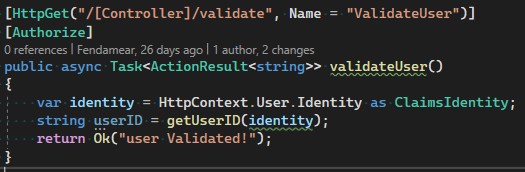 [HttpGet("/[Controller]/validate", Name = "ValidateUser")]
[Authorize]
0 references | Fendamear, 26 days ago | 1 author, 2 changes
public async Task<ActionResult<string>> validateUser()
{
    var identity = HttpContext.User.Identity as ClaimsIdentity;
    string userID = getUserID(identity);
    return Ok("user Validated!");
}